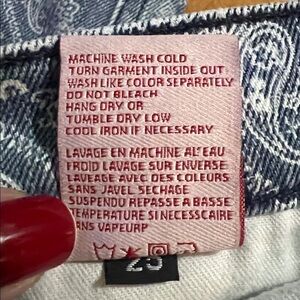 MACHINE WASH COLD
TURN GARMENT INSIDE OUT
WASH LIKE COLOR SEPARATELY
DO NOT BLEACH
HANG DRY OR
TUMBLE DRY LOW
COOL IRON IF NECESSARY
LAVAGE EN MACHINE AL'EAU
FROID LAVAGE SUR ENVERSE
LAVEAGE AVEC DES COLEURS
SANS JAVEL SECHAGE
SUSPENDU REPASSE A BASSE
TEMPERATURE SI NECESSCAIRE
SANS VAPEURP
25